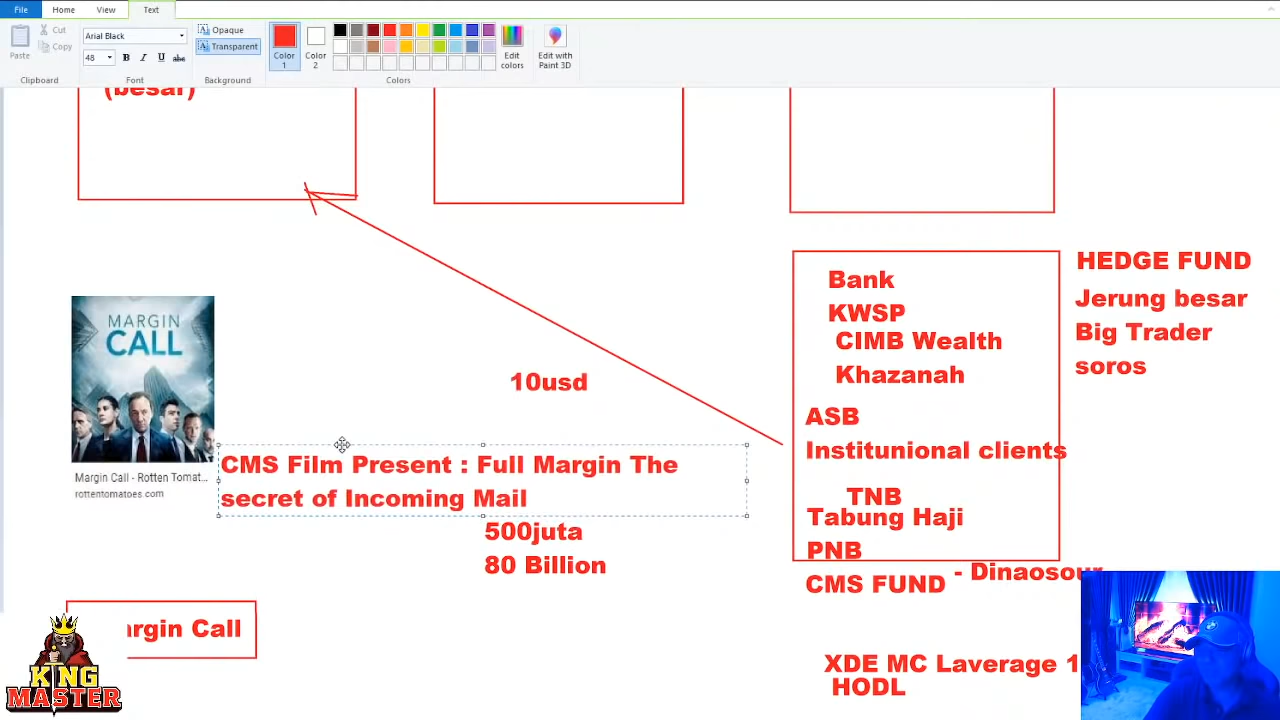 File
Home
View
Text
Paste
Cut
Copy
Clipboard
Arial Black
48
B
I
U
abc
Font
Opaque
Transparent
Background
Color
1
Color
2
Edit
colors
Edit with
Paint 3D
Colors
(besar)
HEDGE FUND
Jerung besar
Big Trader
soros
Bank
KWSP
CIMB Wealth
Khazanah
ASB
Institunional clients
TNB
Tabung Haji
PNB
CMS FUND
- Dinaosour
10usd
MARGIN
CALL
Margin Call - Rotten Tomat...
rottentomatoes.com
CMS Film Present : Full Margin The
secret of Incoming Mail
500juta
80 Billion
argin Call
KING
MASTER
XDE MC Laverage 1
HODL